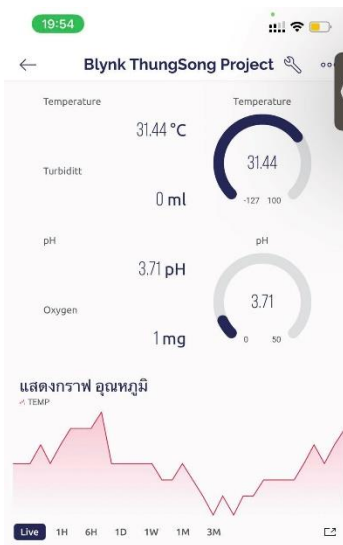 19:54
Blynk ThungSong Project
Temperature
31.44 °C
Turbiditt
0 ml
pH
3.71 pH
Oxygen
1 mg
Temperature
31.44
-127 100
pH
3.71
0 50
แสดงกราฟ อุณหภูมิ
TEMP
Live 1H 6H 1D 1W 1M 3M